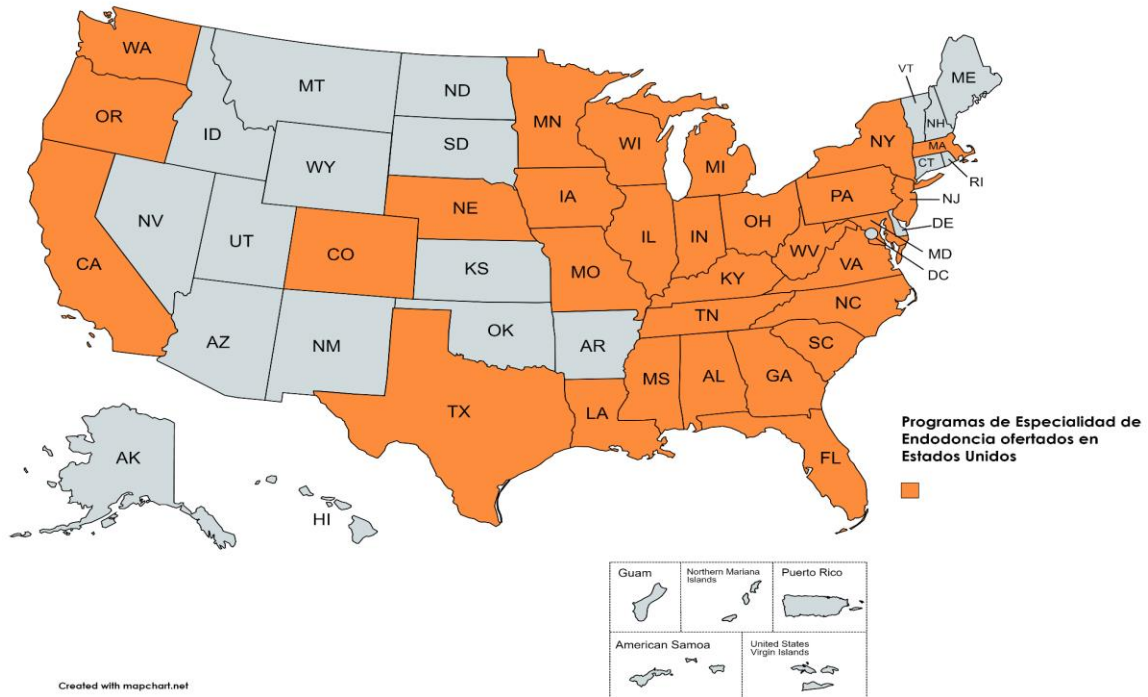 WA
MT
ND
MN
VT
ME
OR
ID
SD
WI
MI
NY
NH
MA
CT
RI
WY
NV
UT
NE
IA
PA
NJ
DE
CA
CO
KS
MO
IL
IN
OH
WV
VA
MD
DC
KY
AZ
NM
OK
AR
TN
NC
SC
TX
LA
MS
AL
GA
FL
AK
HI
Programas de Especialidad de
Endodoncia ofertados en
Estados Unidos
Guam
Northern Mariana
Islands
Puerto Rico
American Samoa
United States
Virgin Islands
Created with mapchart.net